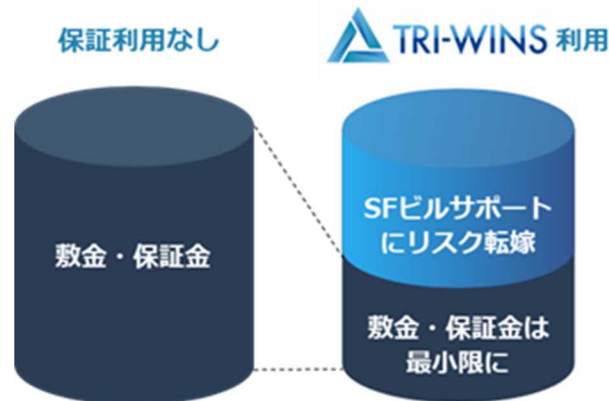 保証利用なし
TRI-WINS 利用
敷金・保証金
SFビルサポート
にリスク転嫁
敷金・保証金は
最小限に